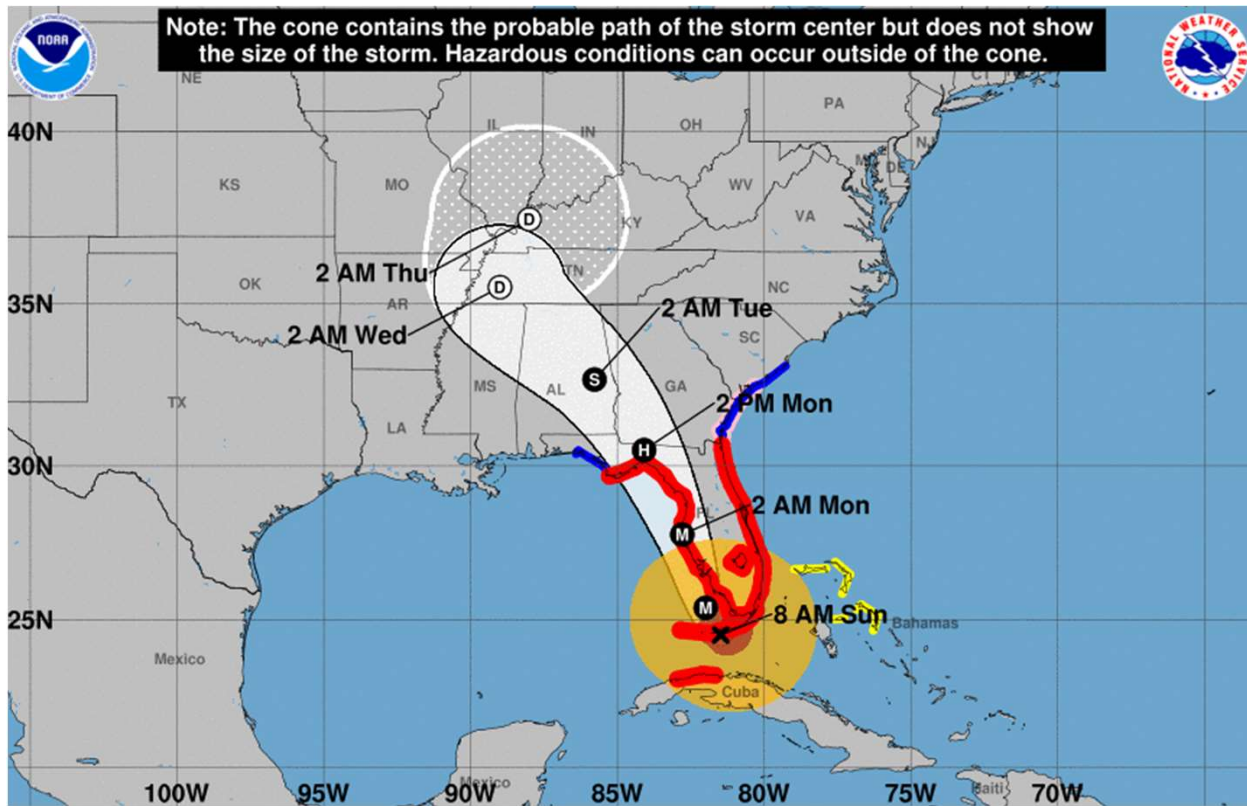 Note: The cone contains the probable path of the storm center but does not show
the size of the storm. Hazardous conditions can occur outside of the cone.
NOAA
NATIONAL WEATHER SERVICE
NE
IL
IN
OH
PA
CT
NJ
DE
40N
KS
MO
WV
KY
VA
D
2 AM Thu
OK
TN
NC
D
AR
35N
2 AM Wed
2 AM Tue
SC
S
MS
AL
GA
TX
2 PM Mon
LA
H
30N
FL
2 AM Mon
M
M
25N
8 AM Sun
Bahamas
Mexico
Cuba
Mexico
Haiti
100W
95W
90W
85W
80W
75W
70W